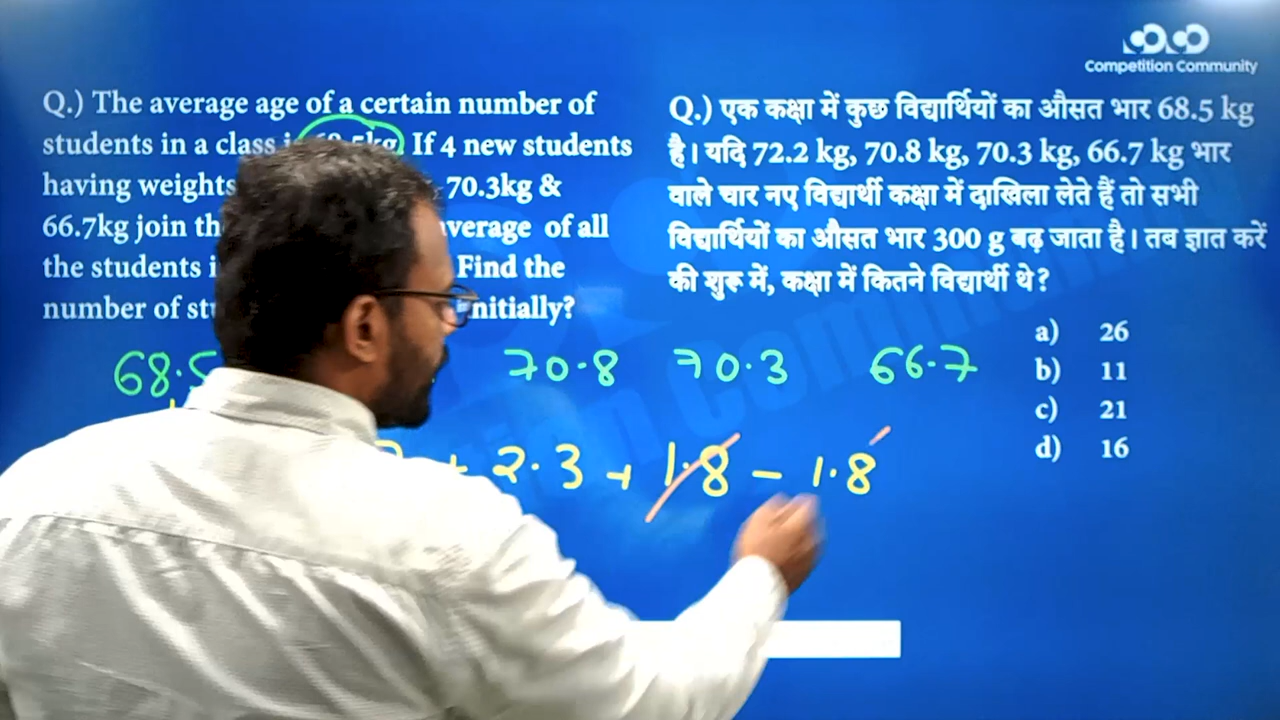 Competition Community
Q.) The average age of a certain number of
students in a class If 4 new students
having weights 70.3kg &
66.7kg join of all
the students Find the
number of
Q.) एक कक्षा में कुछ विद्यार्थियों का औसत भार 68.5 kg
है। यदि 72.2 kg, 70.8 kg, 70.3 kg, 66.7 kg भार
वाले चार नए विद्यार्थी कक्षा में दाखिला लेते हैं तो सभी
विद्यार्थियों का औसत भार 300 g बढ़ जाता है। तब ज्ञात करें
की शुरू में, कक्षा में कितने विद्यार्थी थे?
a) 26
b) 11
c) 21
d) 16
68.5 70.8 70.3 66.7
+ 2.3 + 1.8 - 1.8